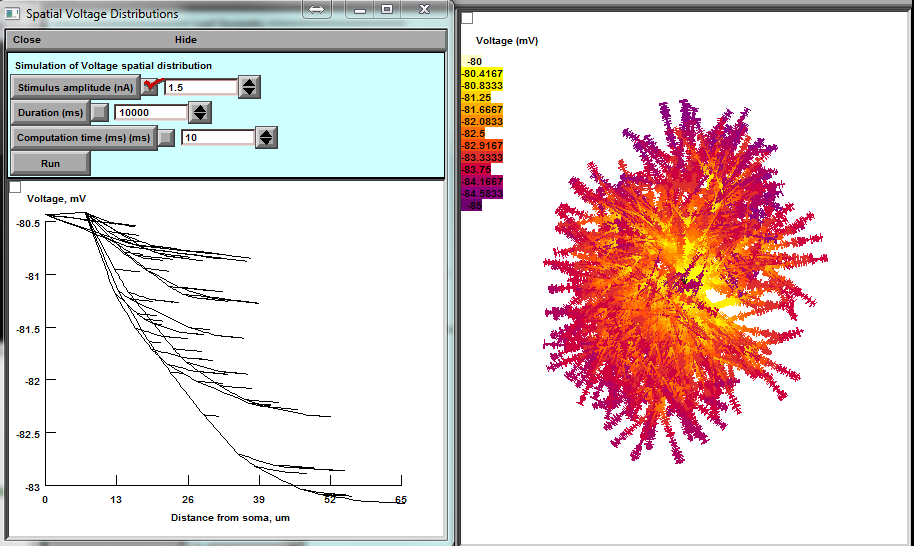 Spatial Voltage Distributions
Close Hide
Simulation of Voltage spatial distribution
Stimulus amplitude (nA) 1.5
Duration (ms) 10000
Computation time (ms) (ms) 10
Run
Voltage, mV
-80.5
-81
-81.5
-82
-82.5
-83
0 13 26 39 52 65
Distance from soma, um
Voltage (mV)
-80
-80.4167
-80.8333
-81.25
-81.6667
-82.0833
-82.5
-82.9167
-83.3333
-83.75
-84.1667
-84.5833
-85